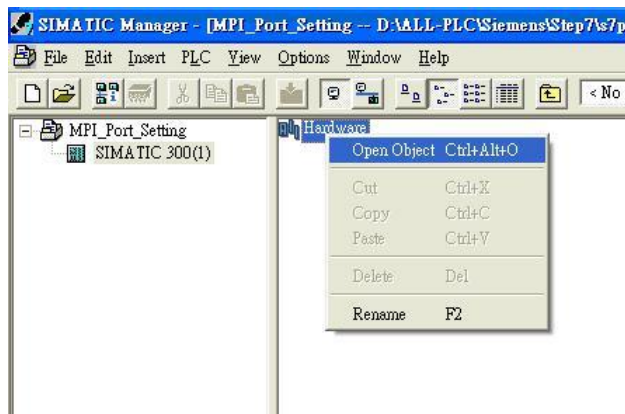 SIMATIC Manager - [MPI_Port_Setting -- D:\ALL-PLC\Siemens\Step7\s7p
File Edit Insert PLC View Options Window Help
< No
MPI_Port_Setting
SIMATIC 300(1)
Hardware
Open Object Ctrl+Alt+O
Cut Ctrl+X
Copy Ctrl+C
Paste Ctrl+V
Delete Del
Rename F2